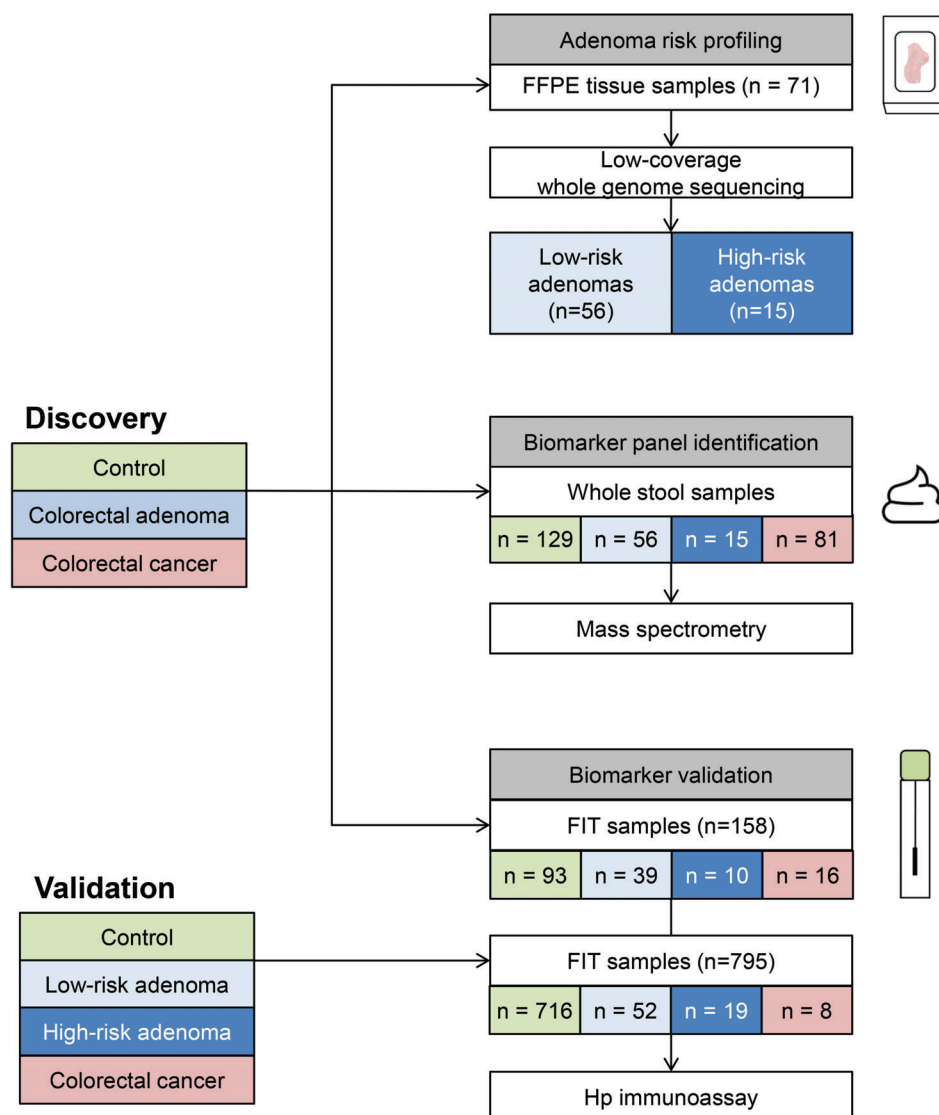 Adenoma risk profiling
FFPE tissue samples (n = 71)
Low-coverage
whole genome sequencing
Low-risk
adenomas
(n=56)
High-risk
adenomas
(n=15)
Discovery
Control
Colorectal adenoma
Colorectal cancer
Biomarker panel identification
Whole stool samples
n = 129
n = 56
n = 15
n = 81
Mass spectrometry
Biomarker validation
FIT samples (n=158)
n = 93
n = 39
n = 10
n = 16
Validation
Control
Low-risk adenoma
High-risk adenoma
Colorectal cancer
FIT samples (n=795)
n = 716
n = 52
n = 19
n = 8
Hp immunoassay